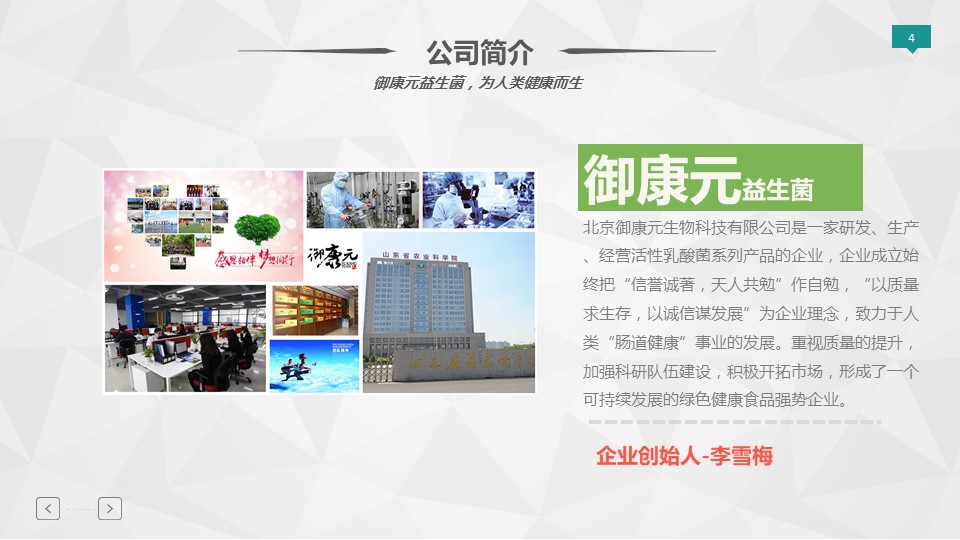 4
公司简介
御康元益生菌，为人类健康而生
感恩相伴 梦想同行
御康元
山东省农业科学院
团队精神
御康元益生菌
北京御康元生物科技有限公司是一家研发、生产
、经营活性乳酸菌系列产品的企业，企业成立始
终把“信誉诚著，天人共勉”作自勉，“以质量
求生存，以诚信谋发展”为企业理念，致力于人
类“肠道健康”事业的发展。重视质量的提升，
加强科研队伍建设，积极开拓市场，形成了一个
可持续发展的绿色健康食品强势企业。
企业创始人-李雪梅